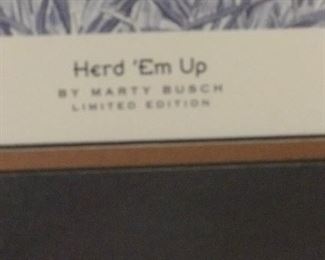 Herd 'Em Up
BY MARTY BUSCH
LIMITED EDITION